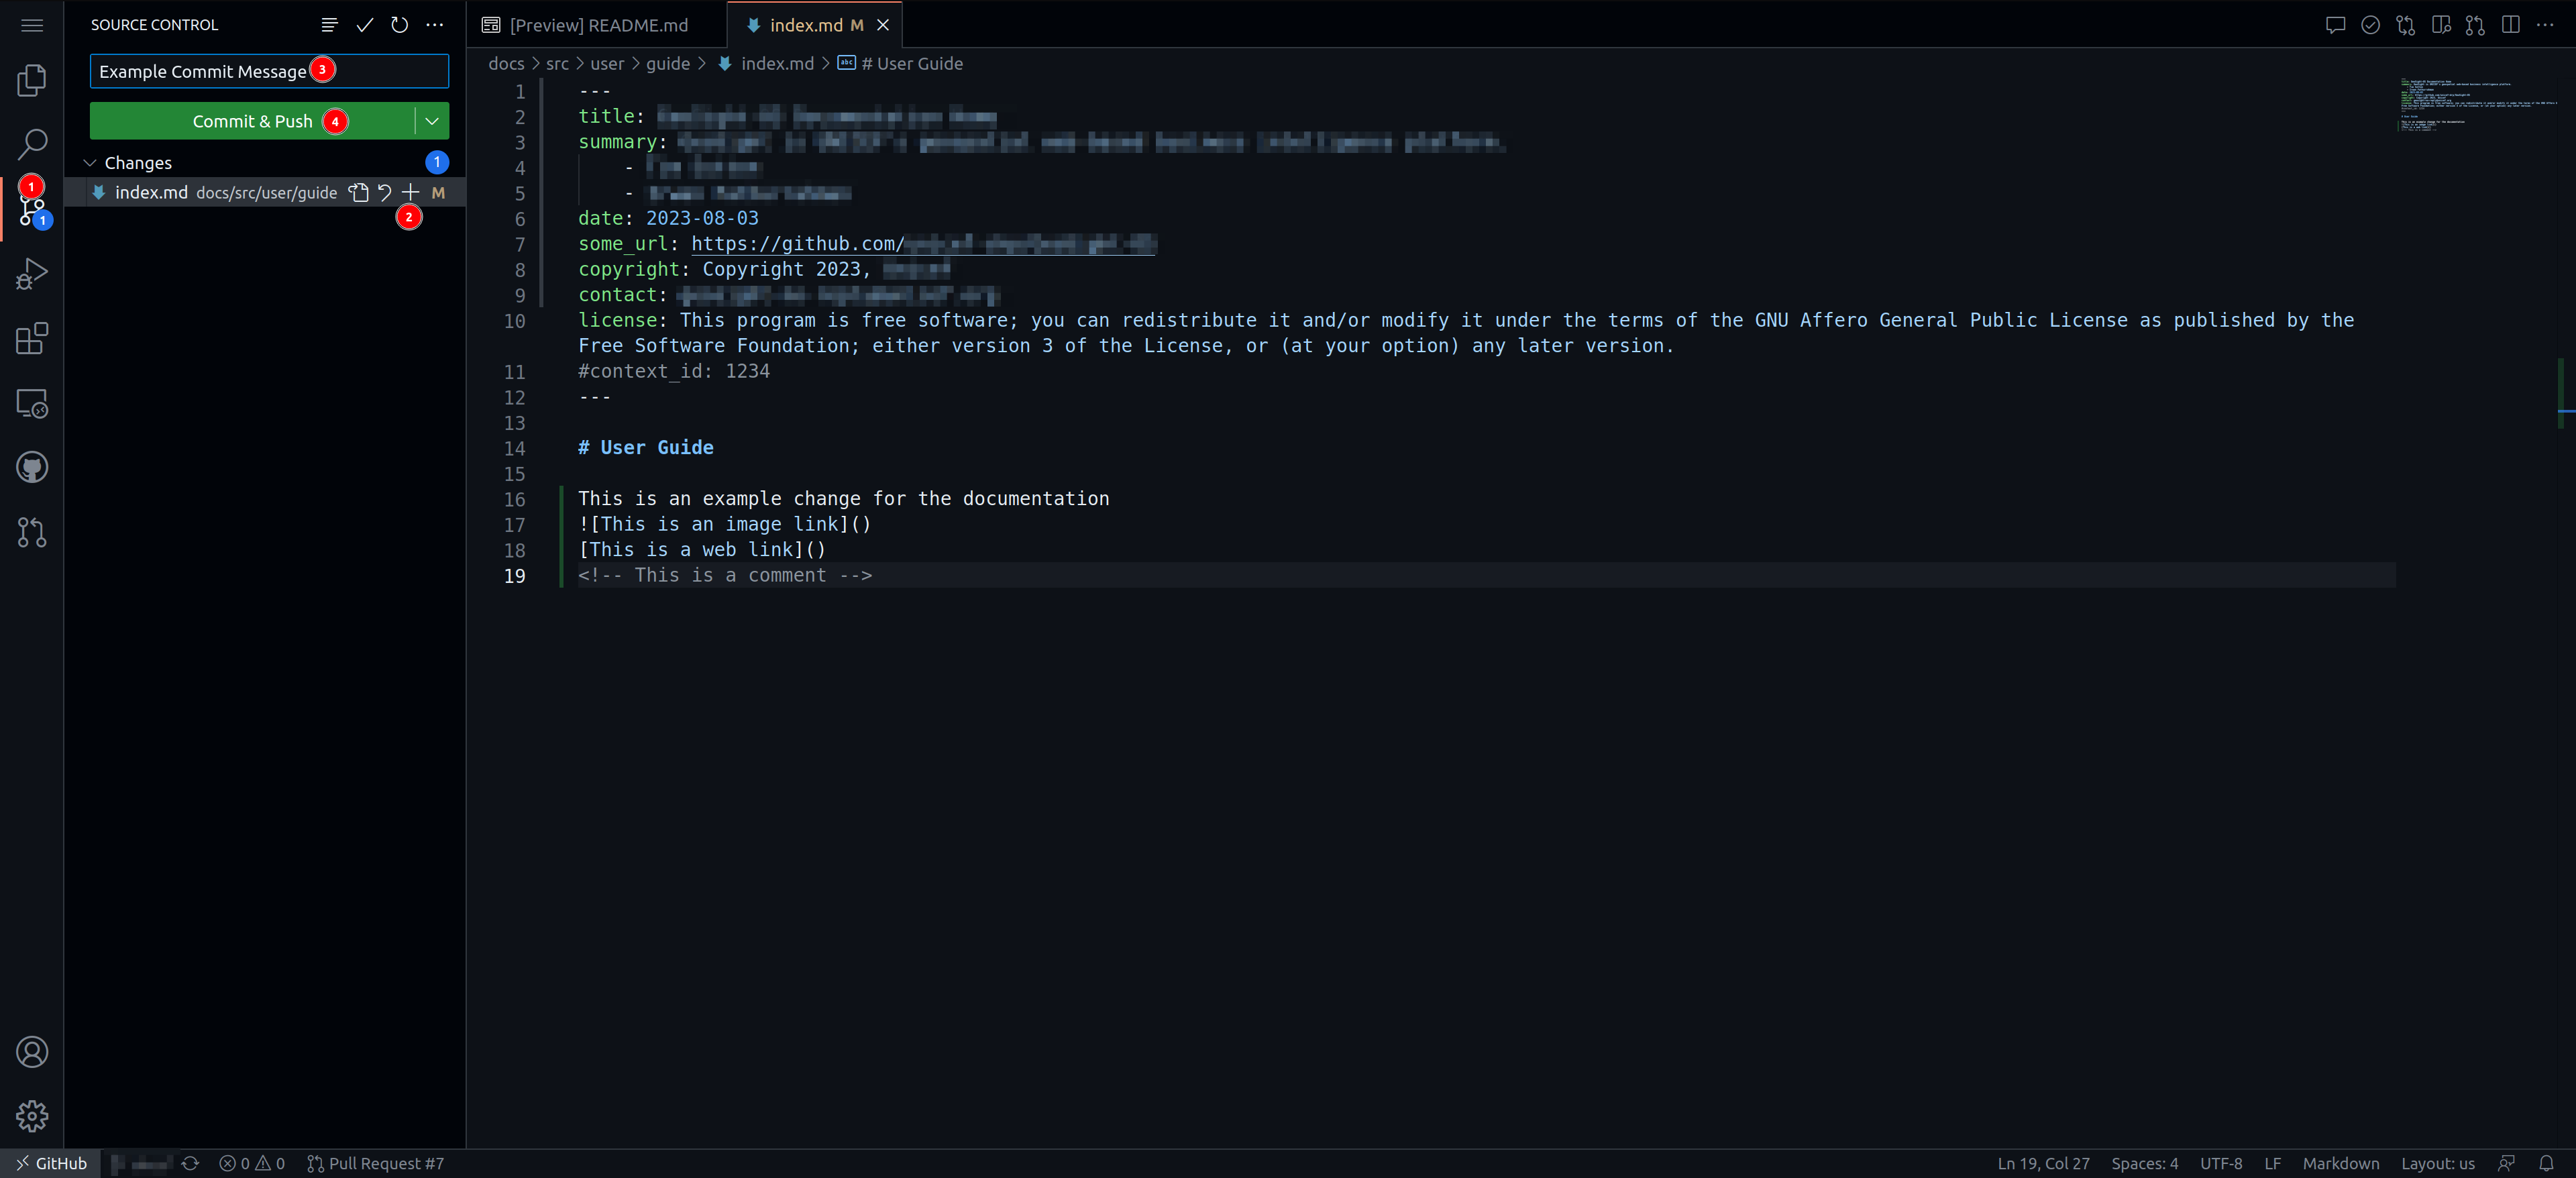 SOURCE CONTROL
Example Commit Message 3
Commit & Push 4
Changes 1
1
index.md docs/src/user/guide M
1
2
[Preview] README.md
index.md M
docs > src > user > guide > index.md > # User Guide
1 ---
2 title:
3 summary:
4 -
5 -
6 date: 2023-08-03
7 some_url: https://github.com/
8 copyright: Copyright 2023,
9 contact:
10 license: This program is free software; you can redistribute it and/or modify it under the terms of the GNU Affero General Public License as published by the
Free Software Foundation; either version 3 of the License, or (at your option) any later version.
11 #context_id: 1234
12 ---
13
14 # User Guide
15
16 This is an example change for the documentation
17 ![This is an image link]()
18 [This is a web link]()
19 <!-- This is a comment -->
GitHub 0 0 Pull Request #7 Ln 19, Col 27 Spaces: 4 UTF-8 LF Markdown Layout: us